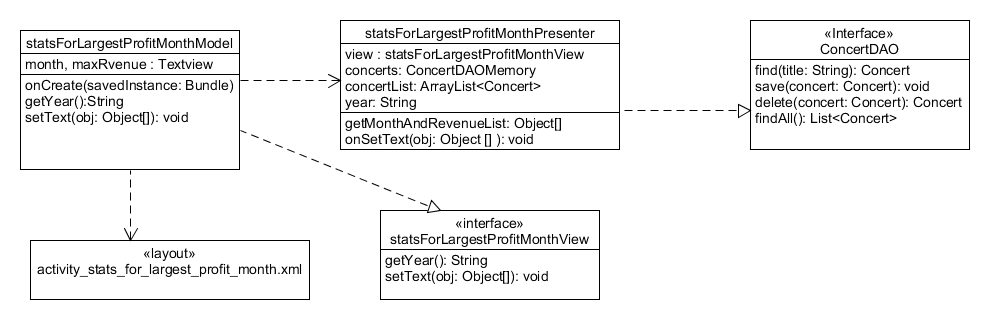 statsForLargestProfitMonthModel
month, maxRvenue : Textview
onCreate(savedInstance: Bundle)
getYear():String
setText(obj: Object[]): void
statsForLargestProfitMonthPresenter
view : statsForLargestProfitMonthView
concerts: ConcertDAOMemory
concertList: ArrayList<Concert>
year: String
getMonthAndRevenueList: Object[]
onSetText(obj: Object [] ): void
«Interface»
ConcertDAO
find(title: String): Concert
save(concert: Concert): void
delete(concert: Concert): Concert
findAll(): List<Concert>
«layout»
activity_stats_for_largest_profit_month.xml
«interface»
statsForLargestProfitMonthView
getYear(): String
setText(obj: Object[]): void